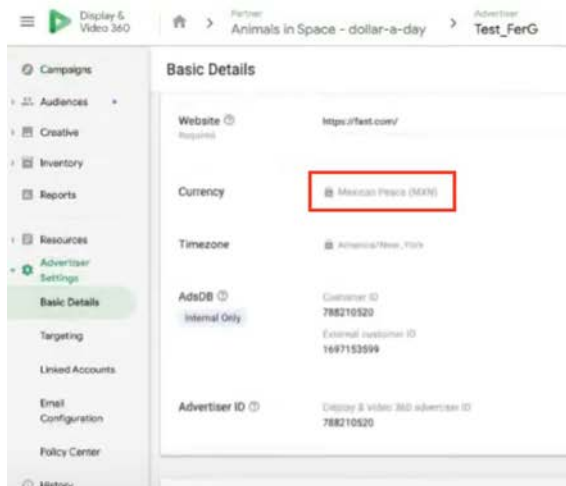 Display &
Video 360
Partner
Animals in Space - dollar-a-day
Advertiser
Test_FerG
Campaigns
Audiences
Creative
Inventory
Reports
Resources
Advertiser
Settings
Basic Details
Targeting
Linked Accounts
Email
Configuration
Policy Center
History
Basic Details
Website
Required
https://fast.com/
Currency
Mexican Pesos (MXN)
Timezone
America/New_York
AdsDB
Internal Only
Customer ID
788210520
External customer ID
1697153599
Advertiser ID
Display & Video 360 advertiser ID
788210520